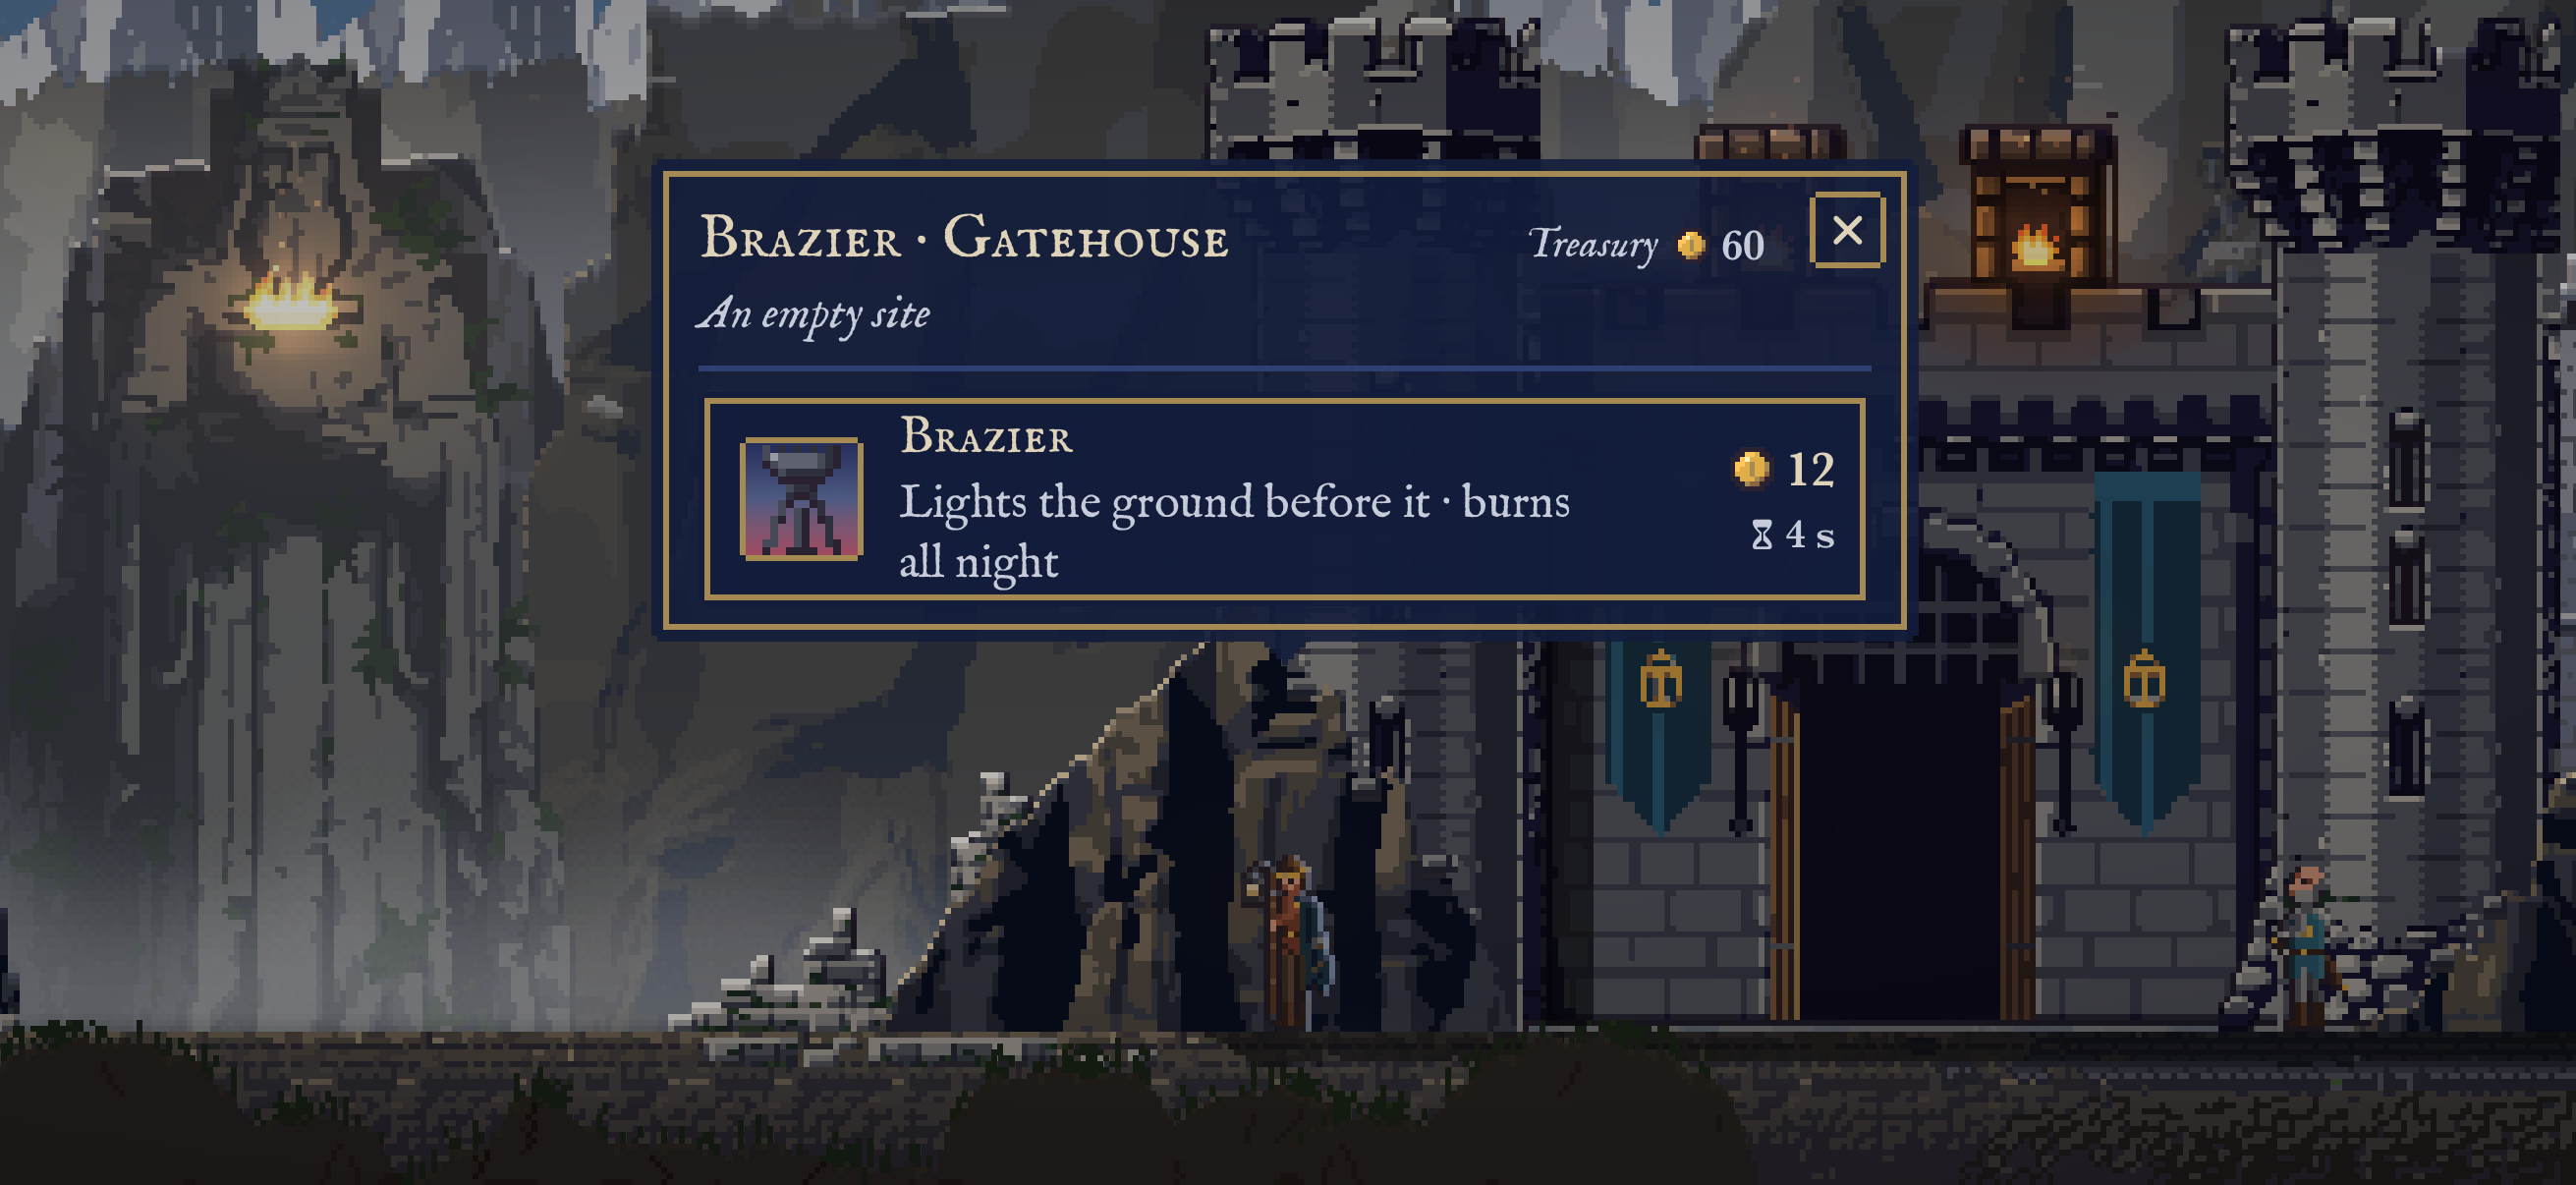 Brazier · Gatehouse
Treasury 60
An empty site
Brazier
Lights the ground before it · burns
all night
12
4 s